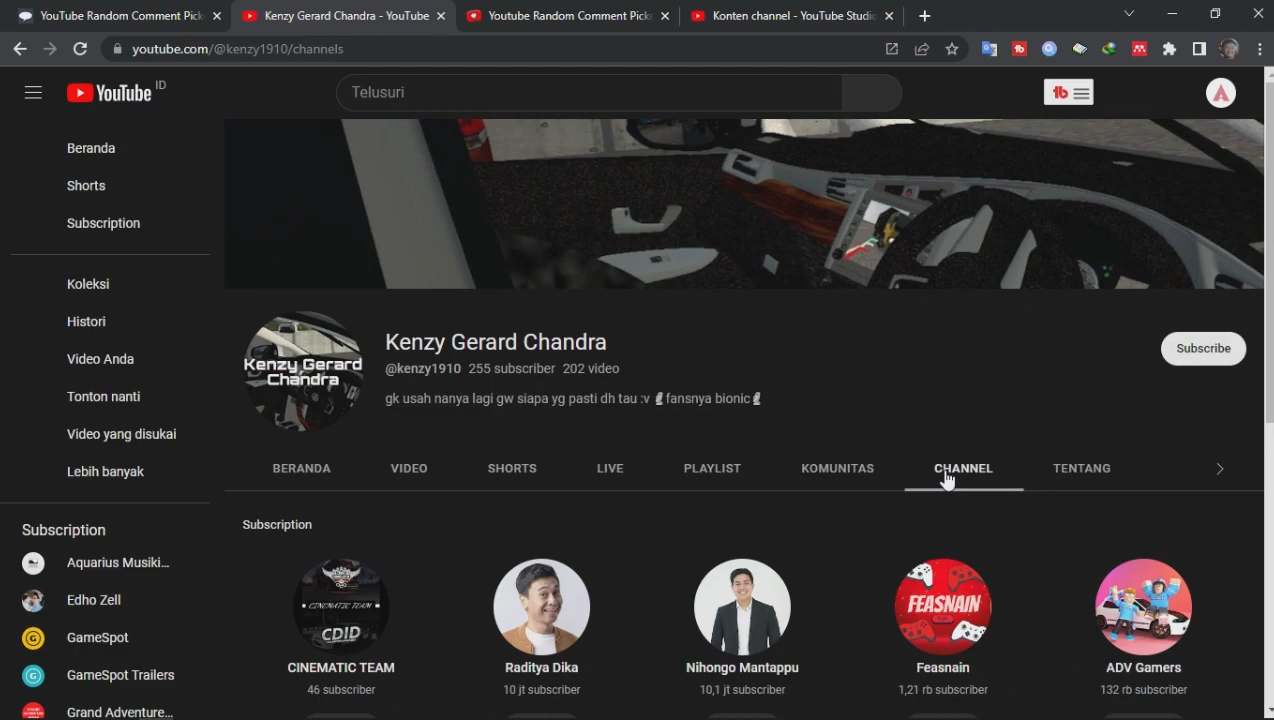 YouTube Random Comment Pick
Kenzy Gerard Chandra - YouTube
Youtube Random Comment Pick
Konten channel - YouTube Studio
youtube.com/@kenzy1910/channels
YouTube ID
Telusuri
Beranda
Shorts
Subscription
Koleksi
Histori
Video Anda
Tonton nanti
Video yang disukai
Lebih banyak
Subscription
Aquarius Musiki...
Edho Zell
GameSpot
GameSpot Trailers
Grand Adventure...
Kenzy Gerard
Chandra
Kenzy Gerard Chandra
@kenzy1910 255 subscriber 202 video
gk usah nanya lagi gw siapa yg pasti dh tau :v fansnya bionic
Subscribe
BERANDA VIDEO SHORTS LIVE PLAYLIST KOMUNITAS CHANNEL TENTANG
Subscription
CINEMATIC TEAM
CDID
FEASNAIN
CINEMATIC TEAM
46 subscriber
Raditya Dika
10 jt subscriber
Nihongo Mantappu
10,1 jt subscriber
Feasnain
1,21 rb subscriber
ADV Gamers
132 rb subscriber